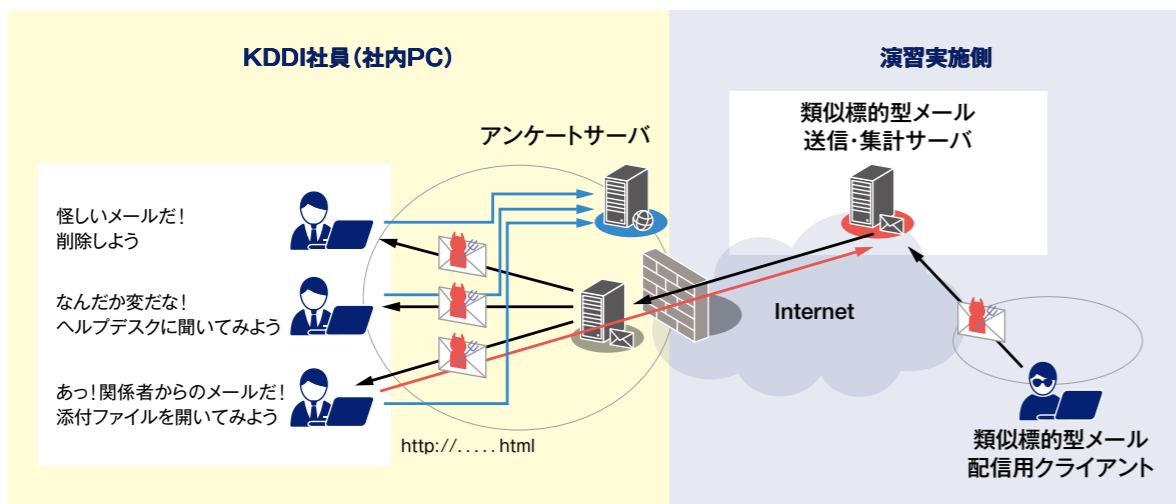 KDDI社員（社内PC）
演習実施側
アンケートサーバ
類似標的型メール
送信・集計サーバ
怪しいメールだ！
削除しよう
なんだか変だな！
ヘルプデスクに聞いてみよう
あっ！関係者からのメールだ！
添付ファイルを開いてみよう
Internet
http://.....html
類似標的型メール
配信用クライアント